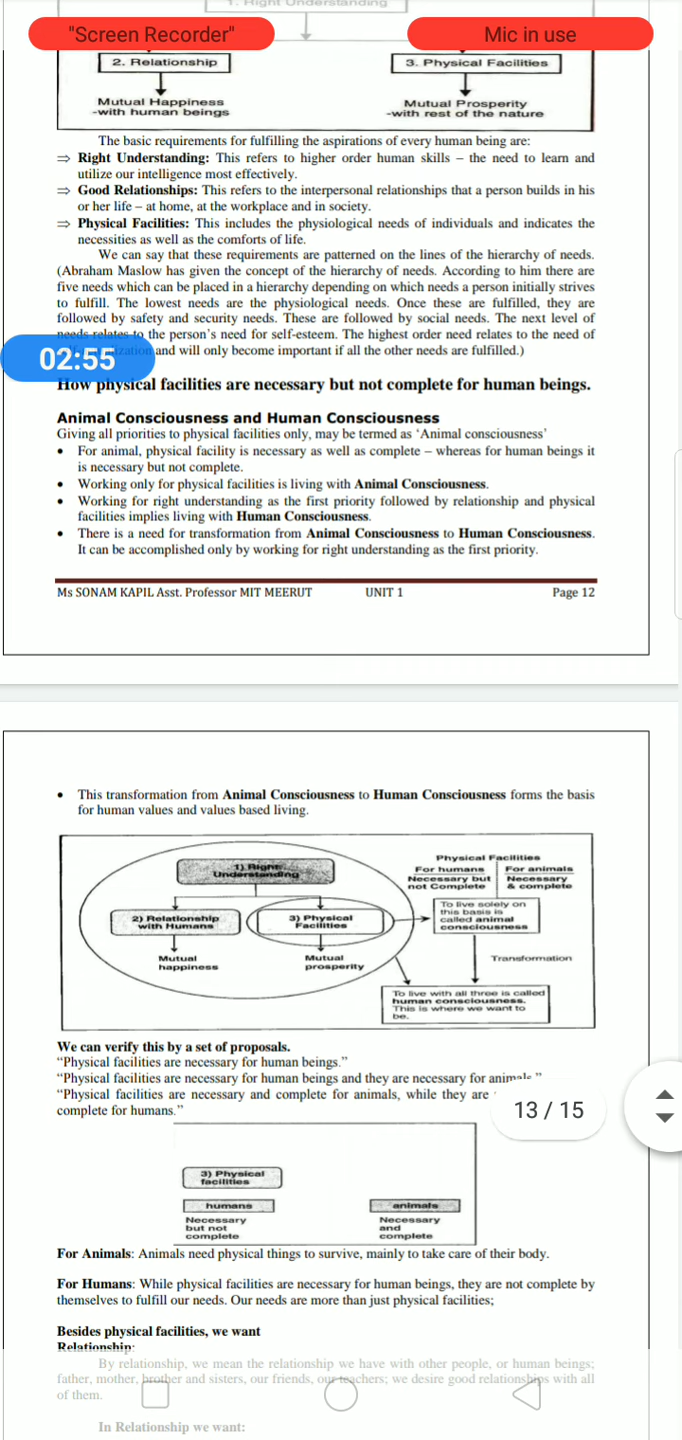 1. Right Understanding
"Screen Recorder"
Mic in use
2. Relationship
3. Physical Facilities
Mutual Happiness
-with human beings
Mutual Prosperity
-with rest of the nature
The basic requirements for fulfilling the aspirations of every human being are:
⇒ Right Understanding: This refers to higher order human skills – the need to learn and
utilize our intelligence most effectively.
⇒ Good Relationships: This refers to the interpersonal relationships that a person builds in his
or her life – at home, at the workplace and in society.
⇒ Physical Facilities: This includes the physiological needs of individuals and indicates the
necessities as well as the comforts of life.
We can say that these requirements are patterned on the lines of the hierarchy of needs.
(Abraham Maslow has given the concept of the hierarchy of needs. According to him there are
five needs which can be placed in a hierarchy depending on which needs a person initially strives
to fulfill. The lowest needs are the physiological needs. Once these are fulfilled, they are
followed by safety and security needs. These are followed by social needs. The next level of
needs relates to the person's need for self-esteem. The highest order need relates to the need of
and will only become important if all the other needs are fulfilled.)
02:55
How physical facilities are necessary but not complete for human beings.
Animal Consciousness and Human Consciousness
Giving all priorities to physical facilities only, may be termed as 'Animal consciousness'
• For animal, physical facility is necessary as well as complete – whereas for human beings it
is necessary but not complete.
• Working only for physical facilities is living with Animal Consciousness.
• Working for right understanding as the first priority followed by relationship and physical
facilities implies living with Human Consciousness.
• There is a need for transformation from Animal Consciousness to Human Consciousness.
It can be accomplished only by working for right understanding as the first priority.
Ms SONAM KAPIL Asst. Professor MIT MEERUT UNIT 1 Page 12
• This transformation from Animal Consciousness to Human Consciousness forms the basis
for human values and values based living.
1) Right
Understanding
2) Relationship
with Humans
3) Physical
Facilities
Mutual
happiness
Mutual
prosperity
Physical Facilities
For humans
Necessary but
not Complete
For animals
Necessary
& complete
To live solely on
this basis is
called animal
consciousness
Transformation
To live with all three is called
human consciousness.
This is where we want to
be.
We can verify this by a set of proposals.
"Physical facilities are necessary for human beings."
"Physical facilities are necessary for human beings and they are necessary for animals."
"Physical facilities are necessary and complete for animals, while they are
complete for humans."
13 / 15
3) Physical
facilities
humans
Necessary
but not
complete
animals
Necessary
and
complete
For Animals: Animals need physical things to survive, mainly to take care of their body.
For Humans: While physical facilities are necessary for human beings, they are not complete by
themselves to fulfill our needs. Our needs are more than just physical facilities;
Besides physical facilities, we want
Relationship:
By relationship, we mean the relationship we have with other people, or human beings;
father, mother, brother and sisters, our friends, our teachers; we desire good relationships with all
of them.
In Relationship we want: